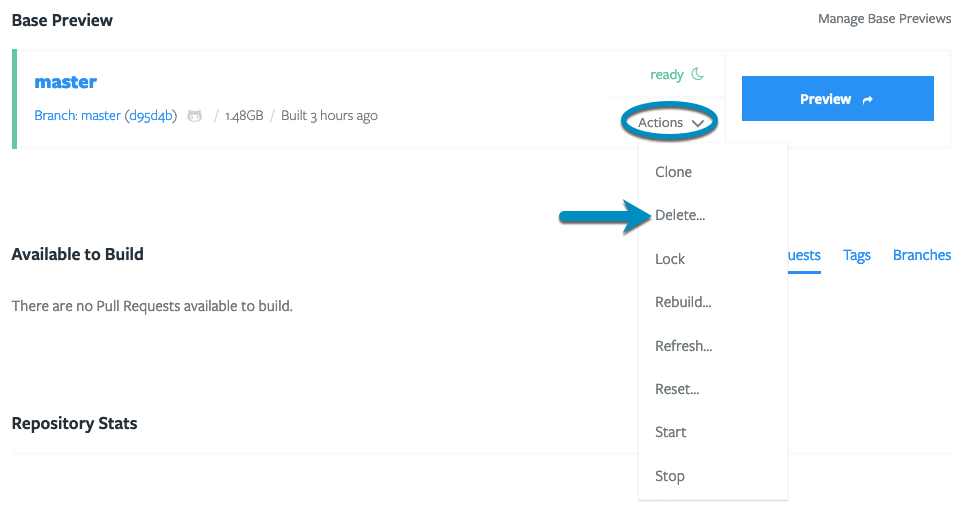 Base Preview
Manage Base Previews
master
ready
Preview
Branch: master (d95d4b) / 1.48GB / Built 3 hours ago
Actions
Clone
Delete...
Lock
Rebuild...
Refresh...
Reset...
Start
Stop
Available to Build
uests Tags Branches
There are no Pull Requests available to build.
Repository Stats